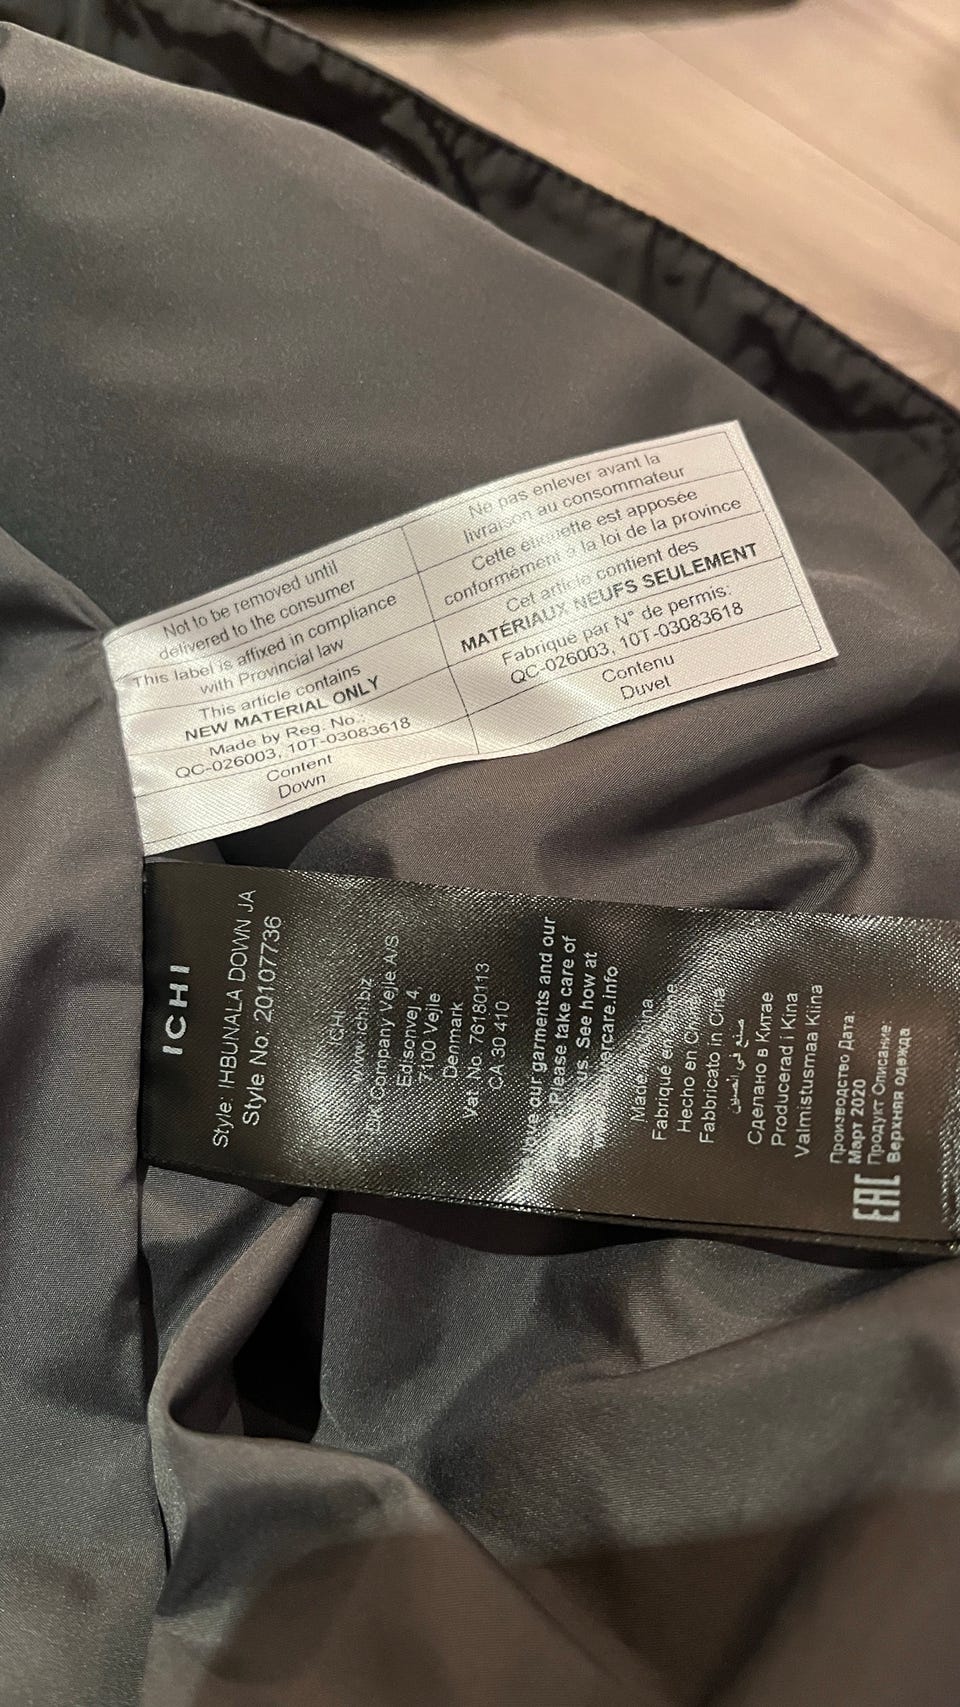 Not to be removed until
delivered to the consumer
This label is affixed in compliance
with Provincial law
This article contains
NEW MATERIAL ONLY
Made by Reg. No.:
QC-026003, 10T-03083618
Content
Down
Ne pas enlever avant la
livraison au consommateur
Cette étiquette est apposée
conformément à la loi de la province
Cet article contient des
MATÉRIAUX NEUFS SEULEMENT
Fabriqué par N° de permis:
QC-026003, 10T-03083618
Contenu
Duvet
ICHI
Style: IHBUNALA DOWN JA
Style No: 20107736
ICHI
www.ichi.biz
DK Company Vejle A/S
Edisonvej 4,
7100 Vejle
Denmark
Vat. No. 76180113
CA 30 410
our garments and our
Please take care of
us. See how at
Made
Fabriqué en
Hecho en
Fabbricato in Cina
صنع في الصين
Сделано в Китае
Producerad i Kina
Valmistusmaa Kiina
Производство Дата:
Март 2020
Продукт Описание:
Верхняя одежда
EAC